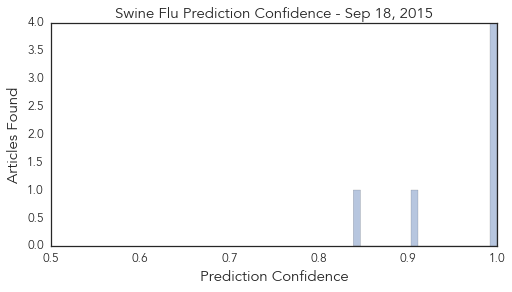 Swine Flu Prediction Confidence - Sep 18, 2015
4.0
3.5
3.0
2.5
2.0
1.5
1.0
0.5
0.0
Articles Found
0.5 0.6 0.7 0.8 0.9 1.0
Prediction Confidence